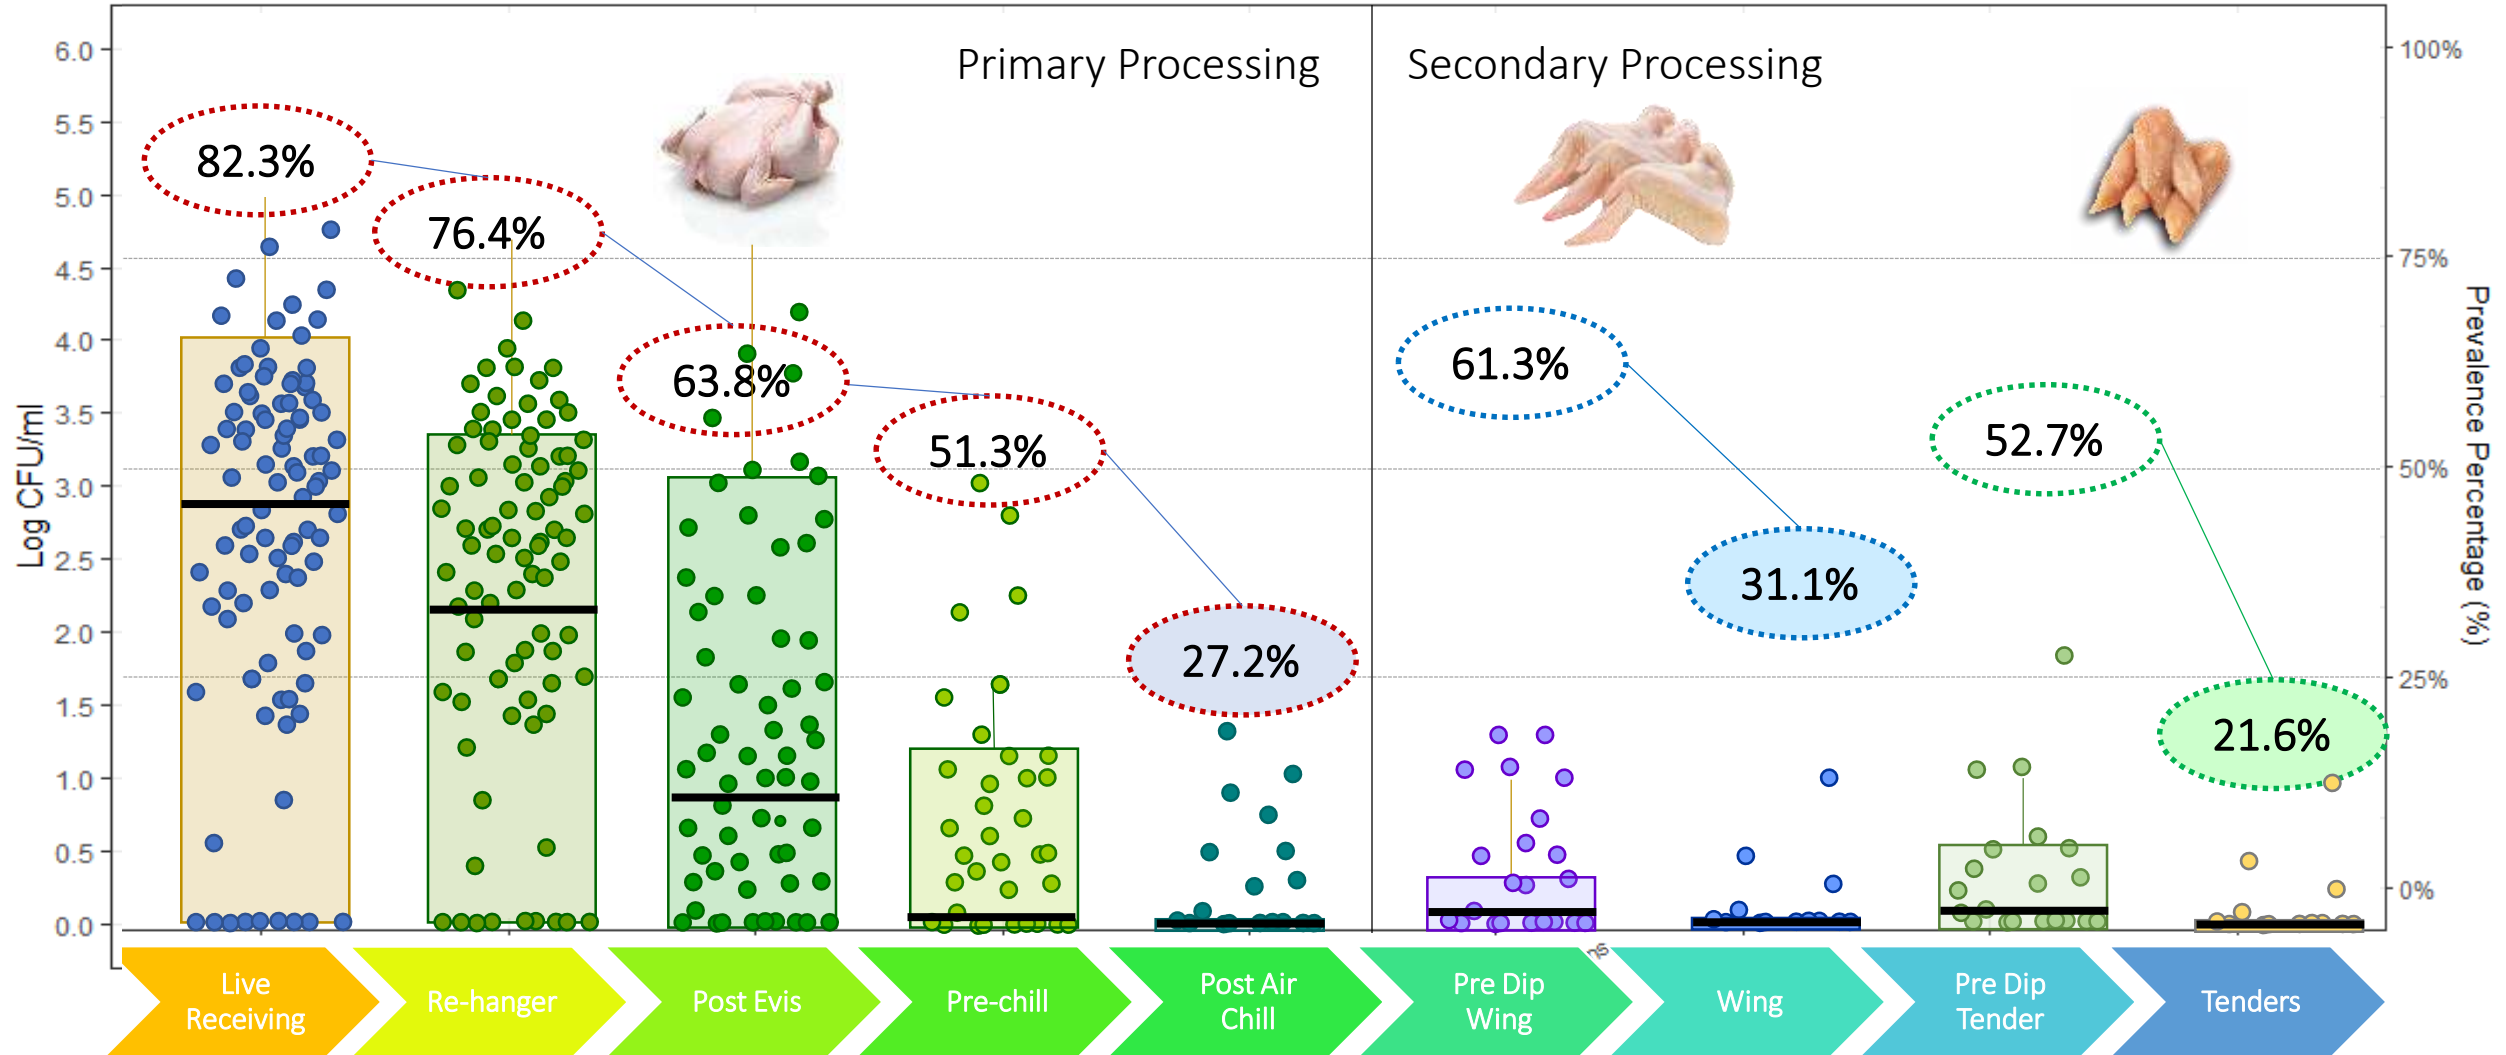 Primary Processing
Secondary Processing
6.0
5.5
5.0
4.5
4.0
3.5
3.0
2.5
2.0
1.5
1.0
0.5
0.0
Log CFU/ml
100%
75%
50%
25%
0%
Prevalence Percentage (%)
82.3%
76.4%
63.8%
51.3%
27.2%
61.3%
31.1%
52.7%
21.6%
Live
Receiving
Re-hanger
Post Evis
Pre-chill
Post Air
Chill
Pre Dip
Wing
Wing
Pre Dip
Tender
Tenders